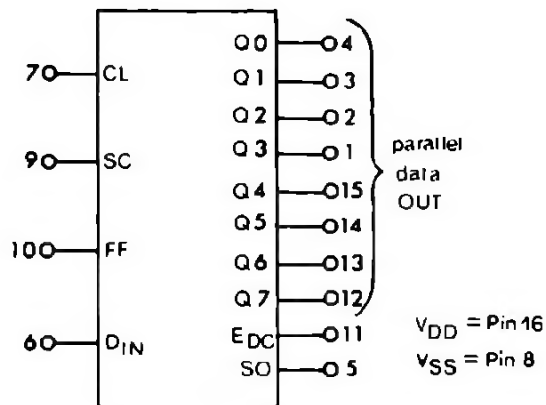 Q0 4
7 CL
Q1 3
Q2 2
9 SC
Q3 1
parallel
data
OUT
Q4 15
Q5 14
10 FF
Q6 13
Q7 12
6 DIN
EDC 11
SO 5
VDD = Pin 16
VSS = Pin 8